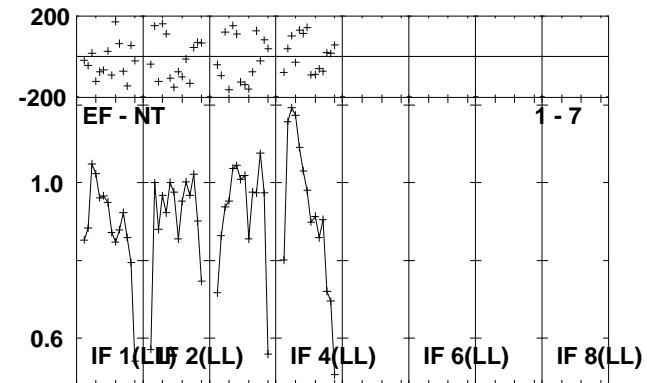 200
-200
EF - NT 1 - 7
1.0
0.6
IF 1(LL) IF 2(LL) IF 4(LL) IF 6(LL) IF 8(LL)